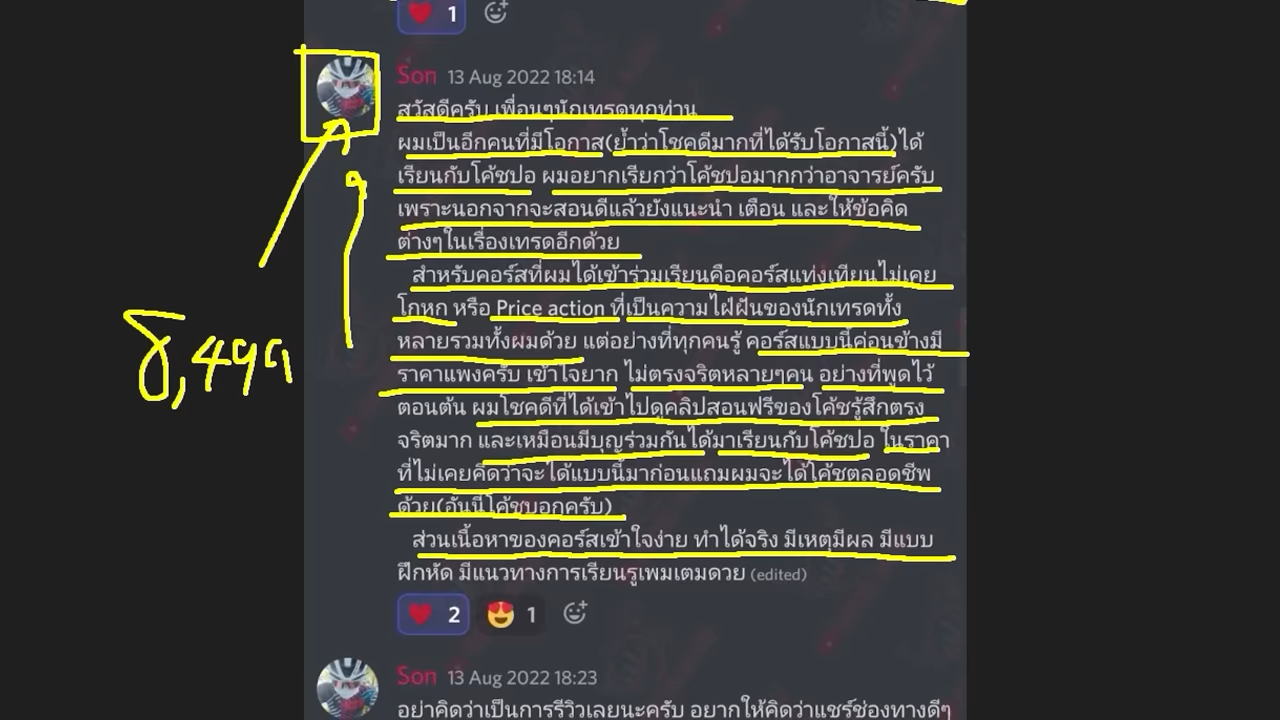 1
Son 13 Aug 2022 18:14
สวัสดีครับ เพื่อนๆนักเทรดทุกท่าน
ผมเป็นอีกคนที่มีโอกาส(ย้ำว่าโชคดีมากที่ได้รับโอกาสนี้)ได้
เรียนกับโค้ชปอ ผมอยากเรียกว่าโค้ชปอมากกว่าอาจารย์ครับ
เพราะนอกจากจะสอนดีแล้วยังแนะนำ เตือน และให้ข้อคิด
ต่างๆในเรื่องเทรดอีกด้วย
สำหรับคอร์สที่ผมได้เข้าร่วมเรียนคือคอร์สแท่งเทียนไม่เคย
โกหก หรือ Price action ที่เป็นความไฝ่ฝันของนักเทรดทั้ง
หลายรวมทั้งผมด้วย แต่อย่างที่ทุกคนรู้ คอร์สแบบนี้ค่อนข้างมี
ราคาแพงครับ เข้าใจยาก ไม่ตรงจริตหลายๆคน อย่างที่พูดไว้
ตอนต้น ผมโชคดีที่ได้เข้าไปดูคลิปสอนฟรีของโค้ชรู้สึกตรง
จริตมาก และเหมือนมีบุญร่วมกันได้มาเรียนกับโค้ชปอ ในราคา
ที่ไม่เคยคิดว่าจะได้แบบนี้มาก่อนแถมผมจะได้โค้ชตลอดชีพ
ด้วย(อันนี้โค้ชบอกครับ)
ส่วนเนื้อหาของคอร์สเข้าใจง่าย ทำได้จริง มีเหตุมีผล มีแบบ
ฝึกหัด มีแนวทางการเรียนรู้เพิ่มเติมด้วย (edited)
2 1
Son 13 Aug 2022 18:23
อย่าคิดว่าเป็นการรีวิวเลยนะครับ อยากให้คิดว่าแชร์ช่องทางดีๆ